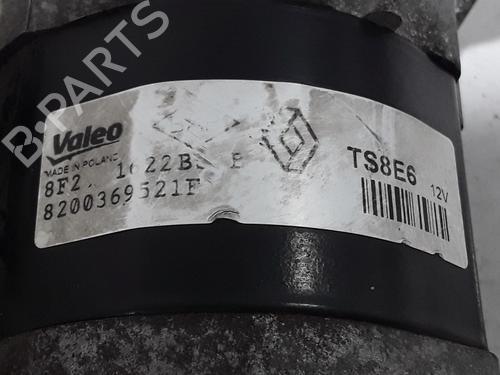 B-PARTS
Valeo
MADE IN POLAND
TS8E6 12V
8200369521F